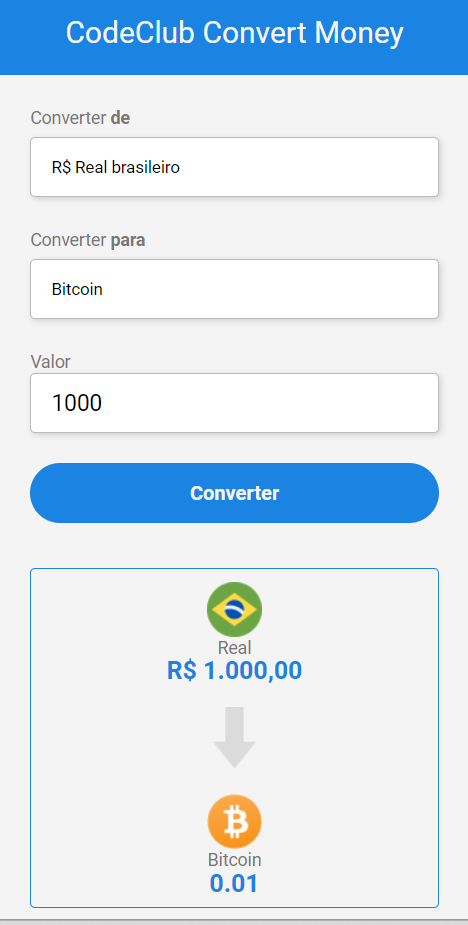 CodeClub Convert Money
Converter de
R$ Real brasileiro
Converter para
Bitcoin
Valor
1000
Converter
Real
R$ 1.000,00
Bitcoin
0.01